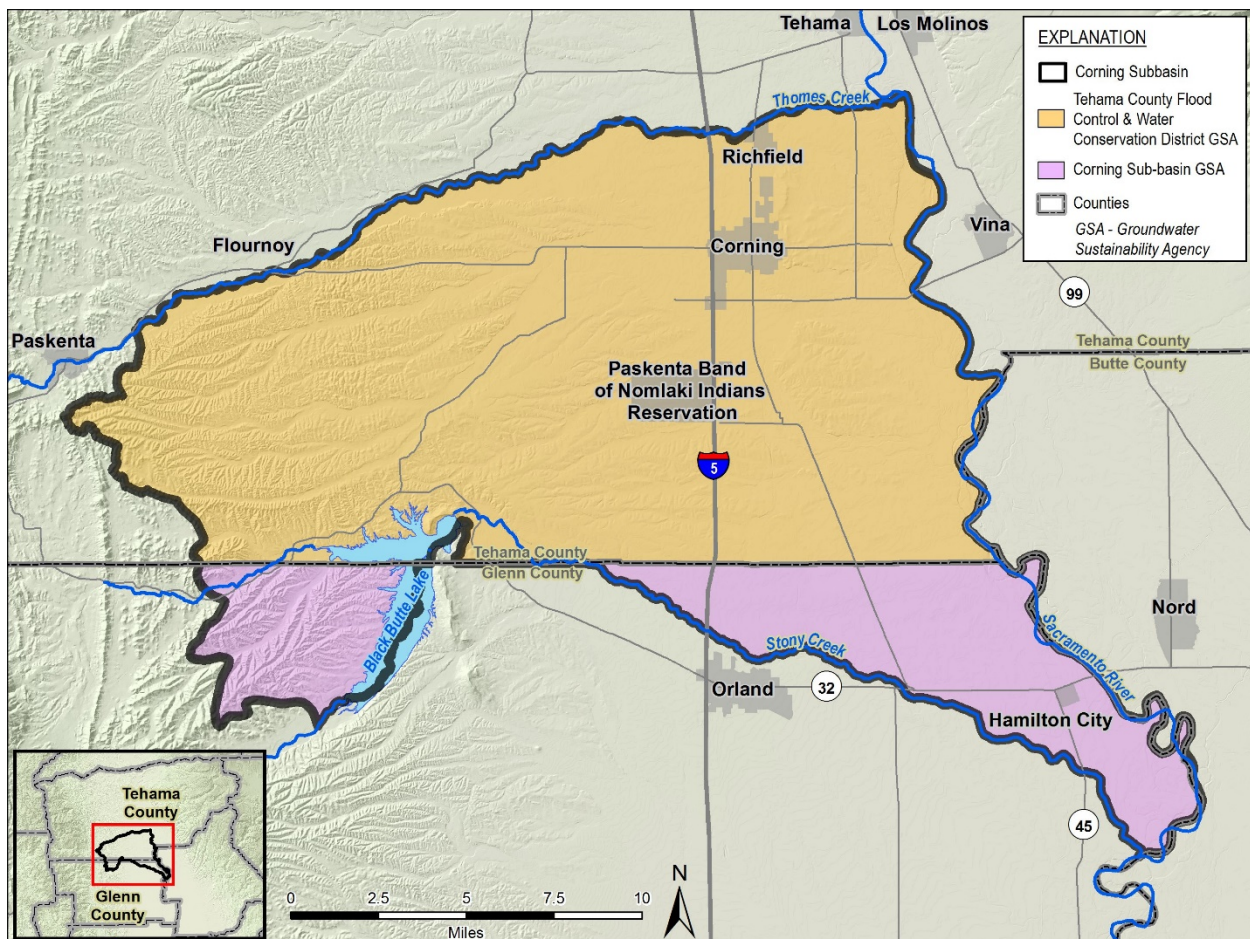 Tehama
Los Molinos
EXPLANATION
Corning Subbasin
Tehama County Flood
Control & Water
Conservation District GSA
Corning Sub-basin GSA
Counties
GSA - Groundwater
Sustainability Agency
Thomes Creek
Richfield
Flournoy
Corning
Vina
99
Paskenta
Tehama County
Butte County
Paskenta Band
of Nomlaki Indians
Reservation
5
Tehama County
Glenn County
Black Butte Lake
Stony Creek
Sacramento River
Nord
Orland
32
Hamilton City
45
Tehama
County
Glenn
County
N
0 2.5 5 7.5 10
Miles